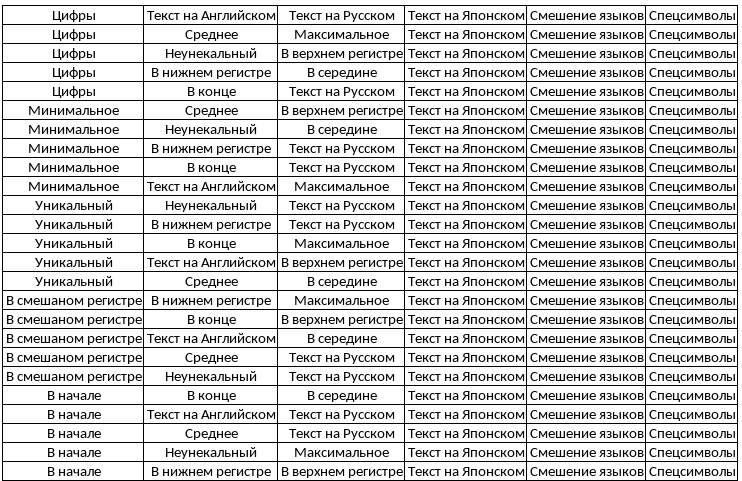 Цифры Текст на Английском Текст на Русском Текст на Японском Смешение языков Спецсимволы
Цифры Среднее Максимальное Текст на Японском Смешение языков Спецсимволы
Цифры Неунекальный В верхнем регистре Текст на Японском Смешение языков Спецсимволы
Цифры В нижнем регистре В середине Текст на Японском Смешение языков Спецсимволы
Цифры В конце Текст на Русском Текст на Японском Смешение языков Спецсимволы
Минимальное Среднее В верхнем регистре Текст на Японском Смешение языков Спецсимволы
Минимальное Неунекальный В середине Текст на Японском Смешение языков Спецсимволы
Минимальное В нижнем регистре Текст на Русском Текст на Японском Смешение языков Спецсимволы
Минимальное В конце Текст на Русском Текст на Японском Смешение языков Спецсимволы
Минимальное Текст на Английском Максимальное Текст на Японском Смешение языков Спецсимволы
Уникальный Неунекальный Текст на Русском Текст на Японском Смешение языков Спецсимволы
Уникальный В нижнем регистре Текст на Русском Текст на Японском Смешение языков Спецсимволы
Уникальный В конце Максимальное Текст на Японском Смешение языков Спецсимволы
Уникальный Текст на Английском В верхнем регистре Текст на Японском Смешение языков Спецсимволы
Уникальный Среднее В середине Текст на Японском Смешение языков Спецсимволы
В смешаном регистре В нижнем регистре Максимальное Текст на Японском Смешение языков Спецсимволы
В смешаном регистре В конце В верхнем регистре Текст на Японском Смешение языков Спецсимволы
В смешаном регистре Текст на Английском В середине Текст на Японском Смешение языков Спецсимволы
В смешаном регистре Среднее Текст на Русском Текст на Японском Смешение языков Спецсимволы
В смешаном регистре Неунекальный Текст на Русском Текст на Японском Смешение языков Спецсимволы
В начале В конце В середине Текст на Японском Смешение языков Спецсимволы
В начале Текст на Английском Текст на Русском Текст на Японском Смешение языков Спецсимволы
В начале Среднее Текст на Русском Текст на Японском Смешение языков Спецсимволы
В начале Неунекальный Максимальное Текст на Японском Смешение языков Спецсимволы
В начале В нижнем регистре В верхнем регистре Текст на Японском Смешение языков Спецсимволы